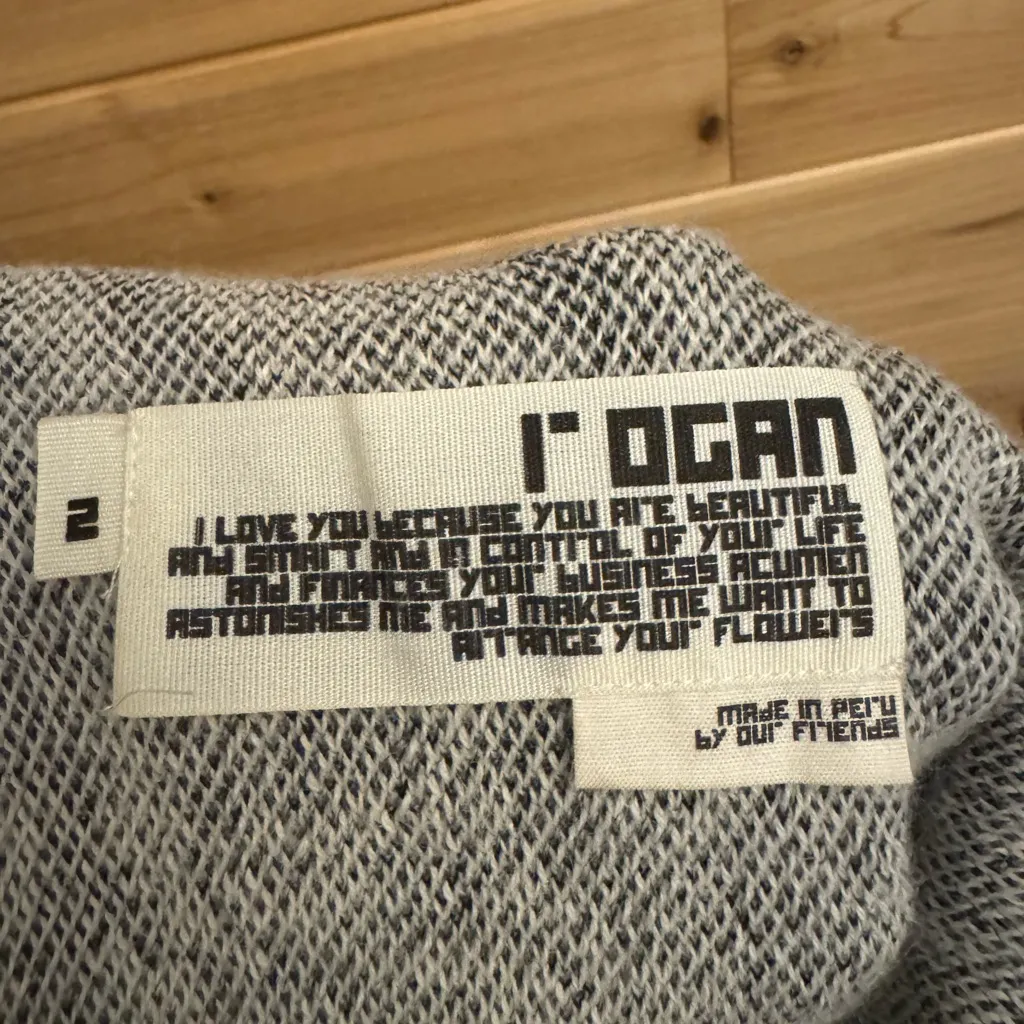 rOGAN
2
I LOVE YOU bECAUSE YOU ArE bEAUTIFUL
ANd SMArT ANd IN CONTrOL OF YOUr LIFE
ANd FINANCES YOUr bUSINESS ACUMEN
ASTONISHES ME ANd MAKES ME WANT TO
ArrANGE YOUr FLOWErS
MAdE IN PErU
bY OUr FrIENdS